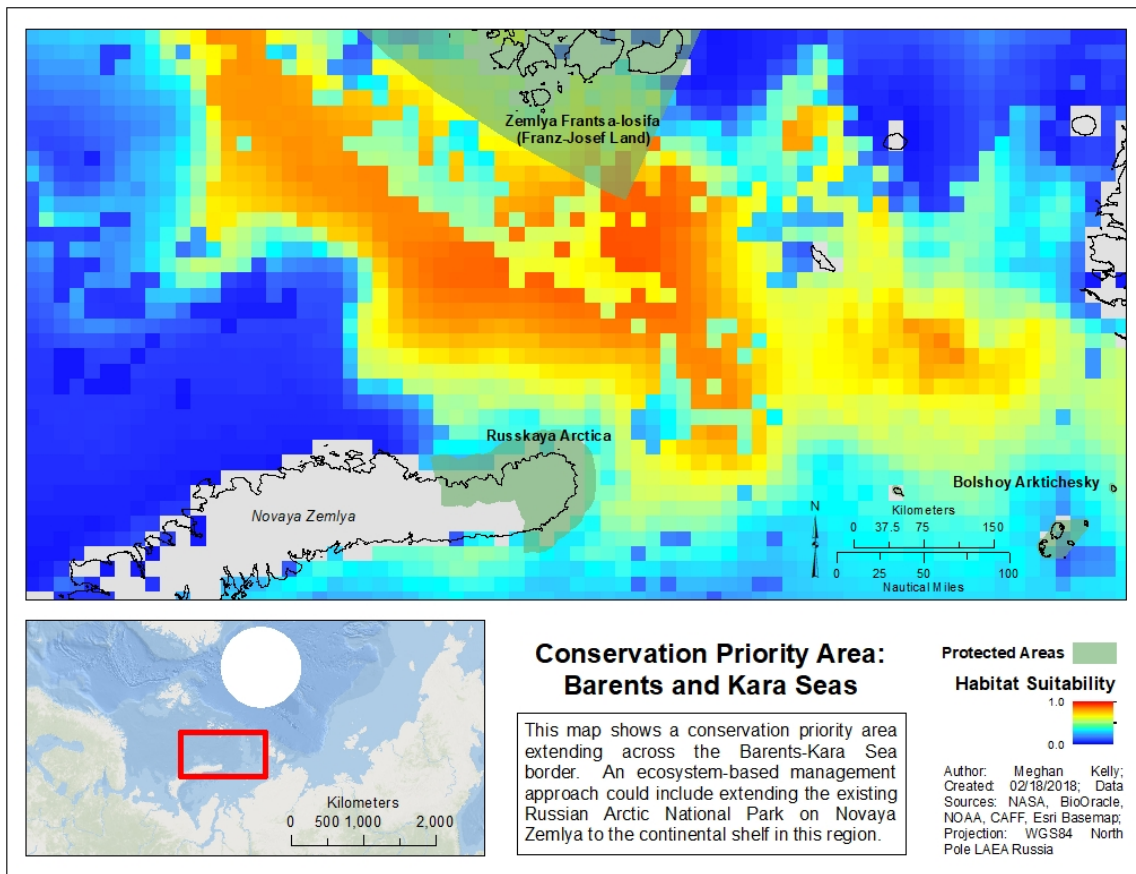 Zemlya Frantsa-Iosifa
(Franz-Josef Land)
Russkaya Arctica
Novaya Zemlya
Bolshoy Arktichesky
N
Kilometers
0 37.5 75 150
0 25 50 100
Nautical Miles
Kilometers
0 500 1,000 2,000
Conservation Priority Area:
Barents and Kara Seas
This map shows a conservation priority area
extending across the Barents-Kara Sea
border. An ecosystem-based management
approach could include extending the existing
Russian Arctic National Park on Novaya
Zemlya to the continental shelf in this region.
Protected Areas
Habitat Suitability
1.0
0.0
Author: Meghan Kelly;
Created: 02/18/2018; Data
Sources: NASA, BioOracle,
NOAA, CAFF, Esri Basemap;
Projection: WGS84 North
Pole LAEA Russia